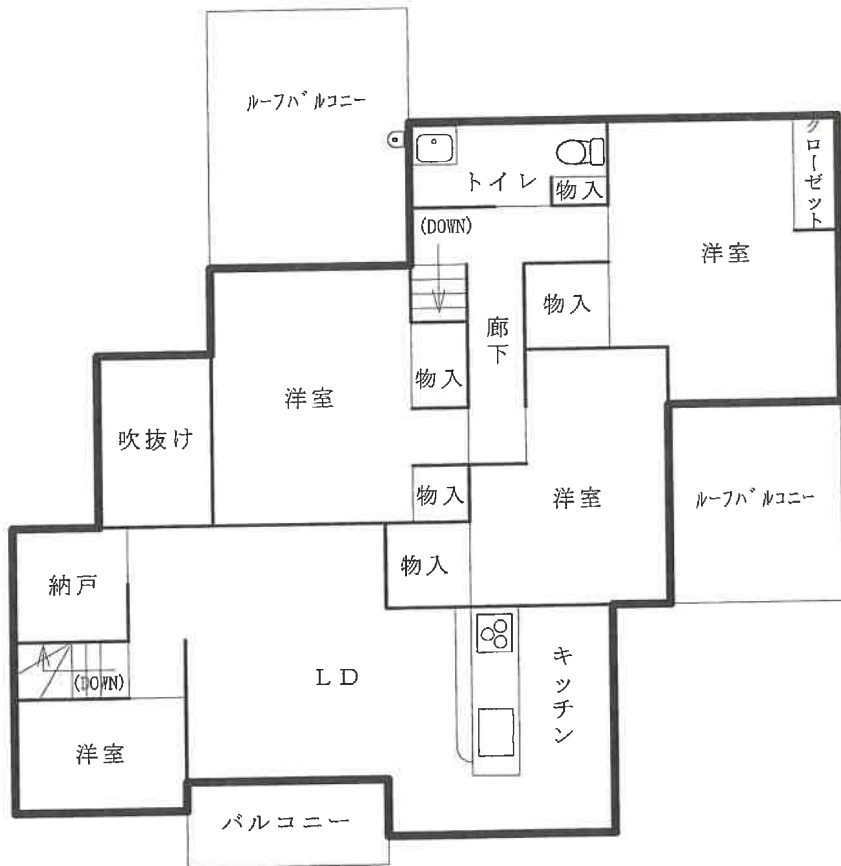 ルーフバルコニー
クローゼット
トイレ
物入
(DOWN)
洋室
物入
廊下
物入
洋室
吹抜け
物入
洋室
ルーフバルコニー
物入
納戸
(DOWN)
LD
キッチン
洋室
バルコニー